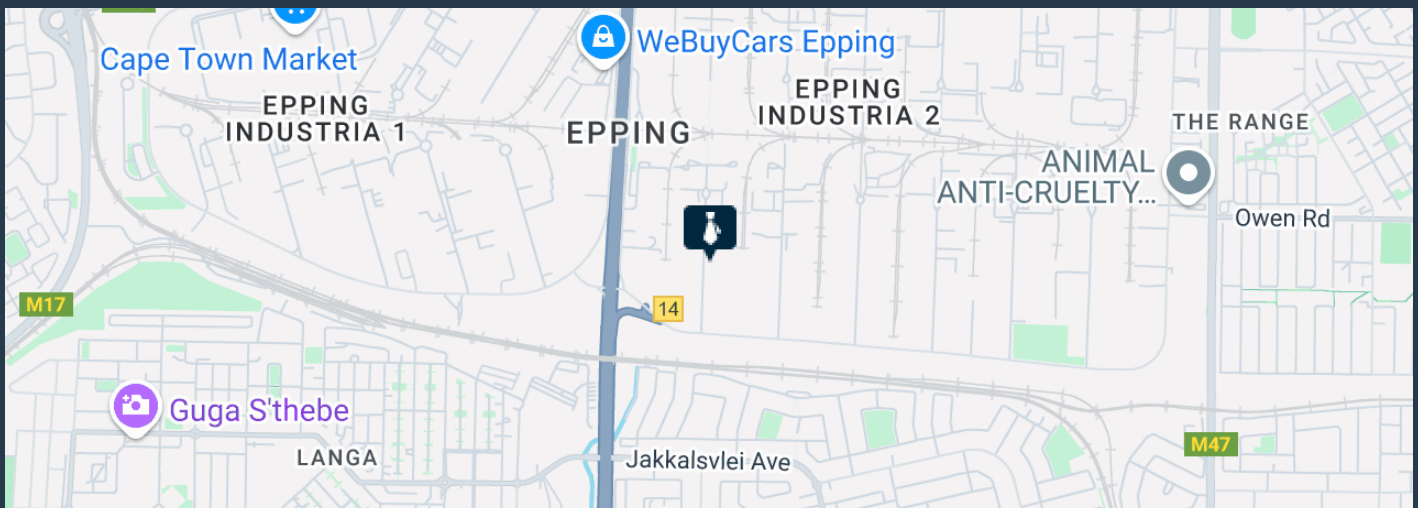 Cape Town Market
WeBuyCars Epping
EPPING
INDUSTRIA 1
EPPING
EPPING
INDUSTRIA 2
THE RANGE
ANIMAL
ANTI-CRUELTY...
Owen Rd
M17
14
Guga S'thebe
LANGA
Jakkalsvlei Ave
M47